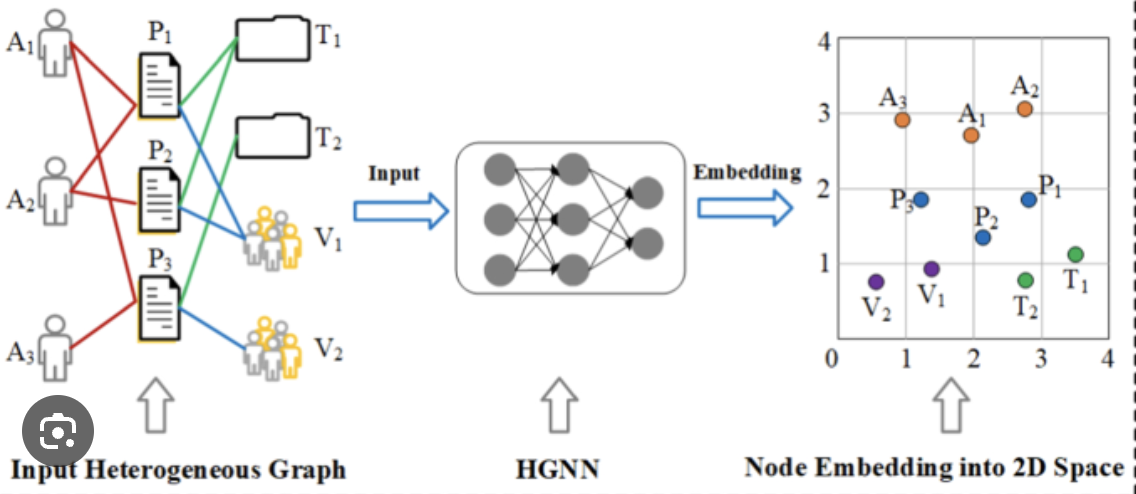 A₁
P₁
T₁
A₂
P₂
T₂
V₁
A₃
P₃
V₂
Input Heterogeneous Graph
Input
HGNN
Embedding
4
3
2
1
0 1 2 3 4
A₃
A₁
A₂
P₃
P₂
P₁
V₂
V₁
T₂
T₁
Node Embedding into 2D Space